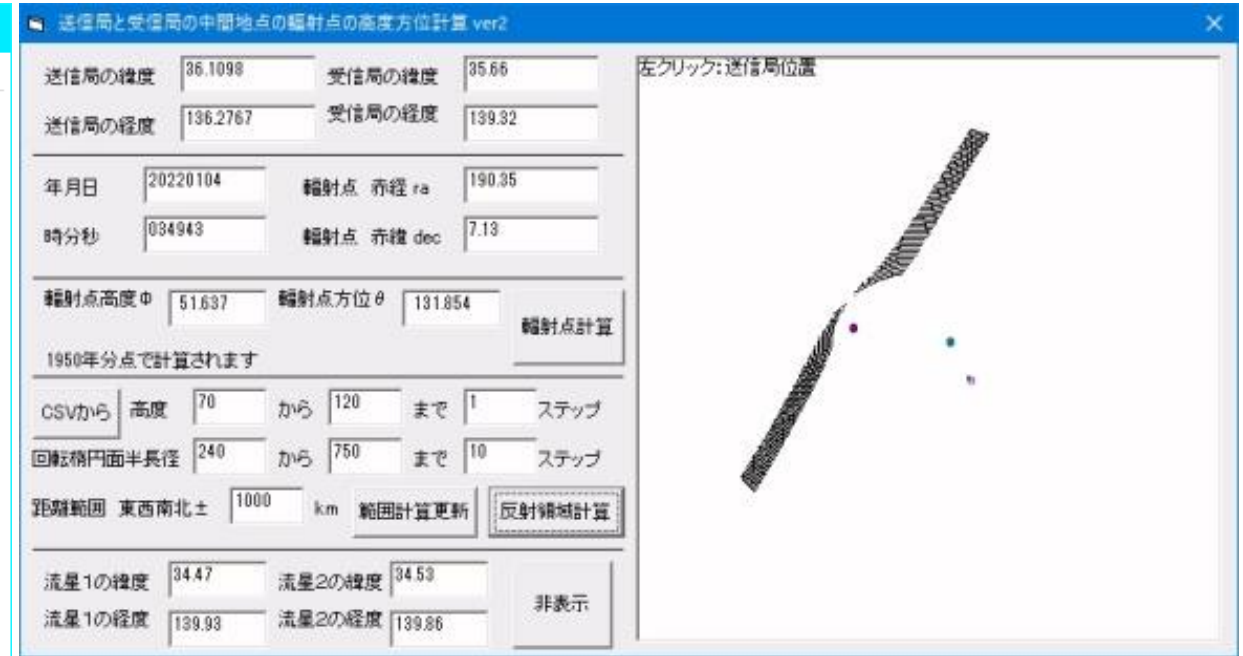 送信局と受信局の中間地点の輻射点の高度方位計算 ver2
送信局の緯度 36.1098 受信局の緯度 35.66
送信局の経度 136.2767 受信局の経度 139.32
年月日 20220104 輻射点 赤経 ra 190.35
時分秒 034943 輻射点 赤緯 dec 7.13
輻射点高度Φ 51.637 輻射点方位θ 131.854 輻射点計算
1950年分点で計算されます
CSVから 高度 70 から 120 まで 1 ステップ
回転楕円面半長径 240 から 750 まで 10 ステップ
距離範囲 東西南北± 1000 km 範囲計算更新 反射領域計算
流星1の緯度 34.47 流星2の緯度 34.53
流星1の経度 139.93 流星2の経度 139.86 非表示
左クリック:送信局位置